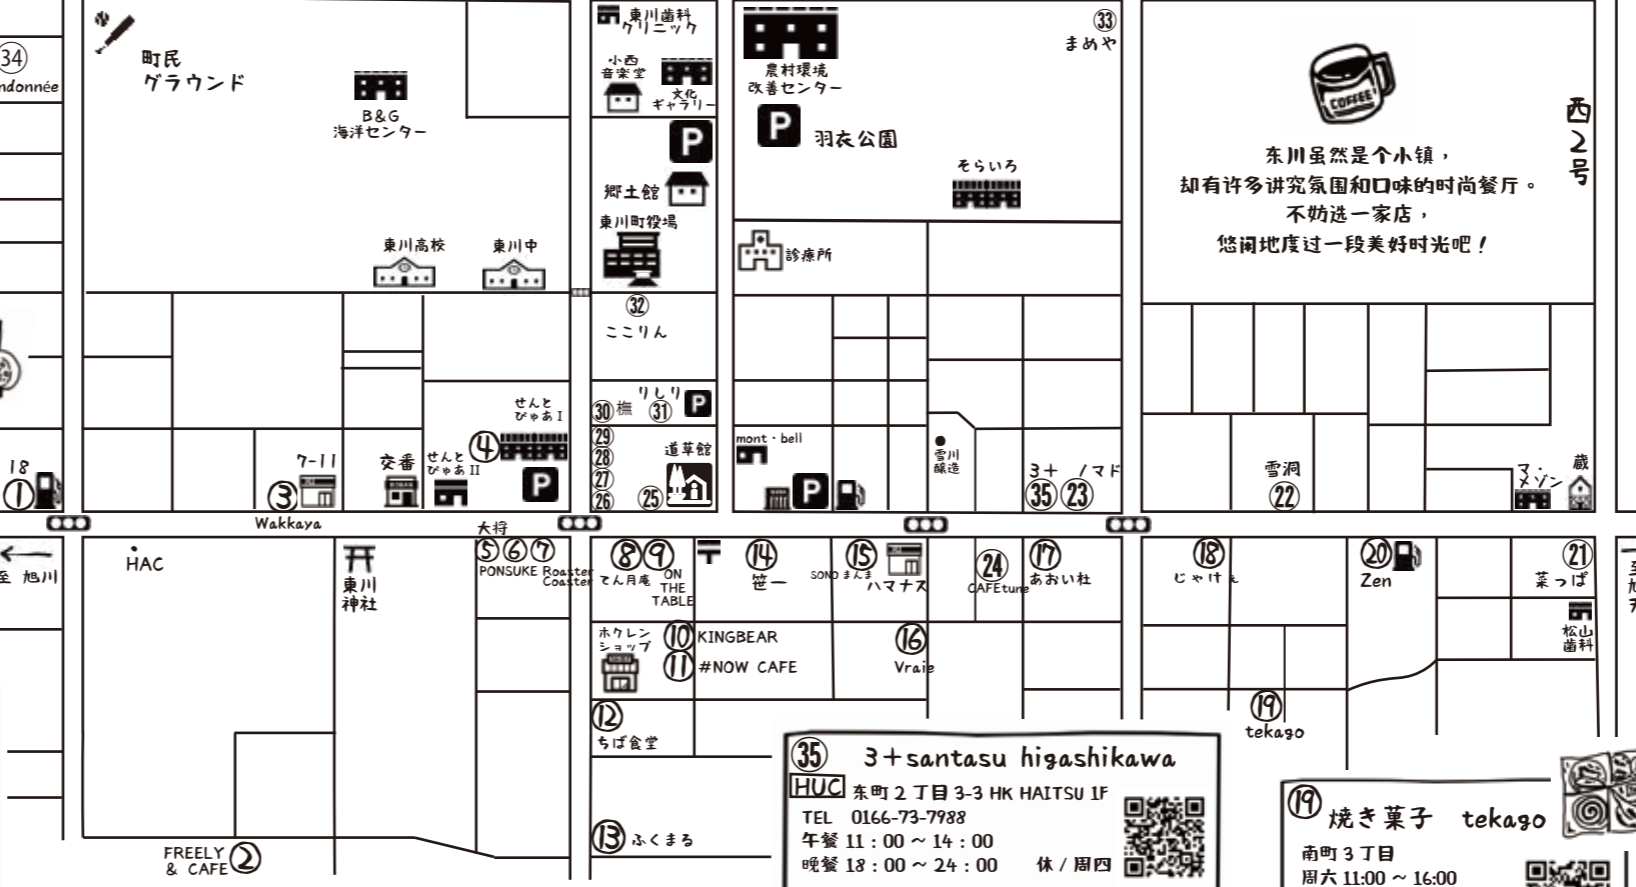 34
ndonnée
町民
グラウンド
B&G
海洋センター
東川高校
東川中
東川歯科
クリニック
小西
音楽堂
文化
ギャラリー
P
郷土館
東川町役場
32
ここりん
りしり
30 橅 31
P
29
28
27
26
25
道草館
農村環境
改善センター
P
羽衣公園
33
まめや
そらいろ
診療所
mont・bell
P
雪川
醸造
3+ ノマド
35 23
COFFEE
东川虽然是个小镇，
却有许多讲究氛围和口味的时尚餐厅。
不妨选一家店，
悠闲地度过一段美好时光吧！
西2号
雪洞
22
マ・
メゾン
蔵
18
1
7-11
3
交番
せんと
ぴゅあII
せんと
ぴゅあI
4
P
Wakkaya
大将
至 旭川
HAC
東川
神社
5 6 7
PONSUKE Roaster
Coaster
8 9
てん月庵
ON
THE
TABLE
〒
14
笹一
15
SONO まんま
ハマナス
24
CAFEtune
17
あおい杜
18
じゃけぇ
20
Zen
21
菜っぱ
松山
歯科
ホクレン
ショップ
10 KINGBEAR
11 #NOW CAFE
16
Vraie
12
ちば食堂
13 ふくまる
19
tekago
FREELY
& CAFE 2
35 3+santasu higashikawa
HUC 东町2丁目3-3 HK HAITSU 1F
TEL 0166-73-7988
午餐 11：00 ～ 14：00
晚餐 18：00 ～ 24：00 休 / 周四
19 焼き菓子 tekago
南町3丁目
周六 11:00 ～ 16:00